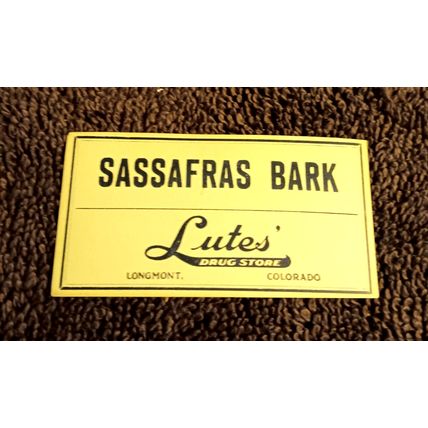 SASSAFRAS BARK
Lutes'
DRUG STORE
LONGMONT. COLORADO